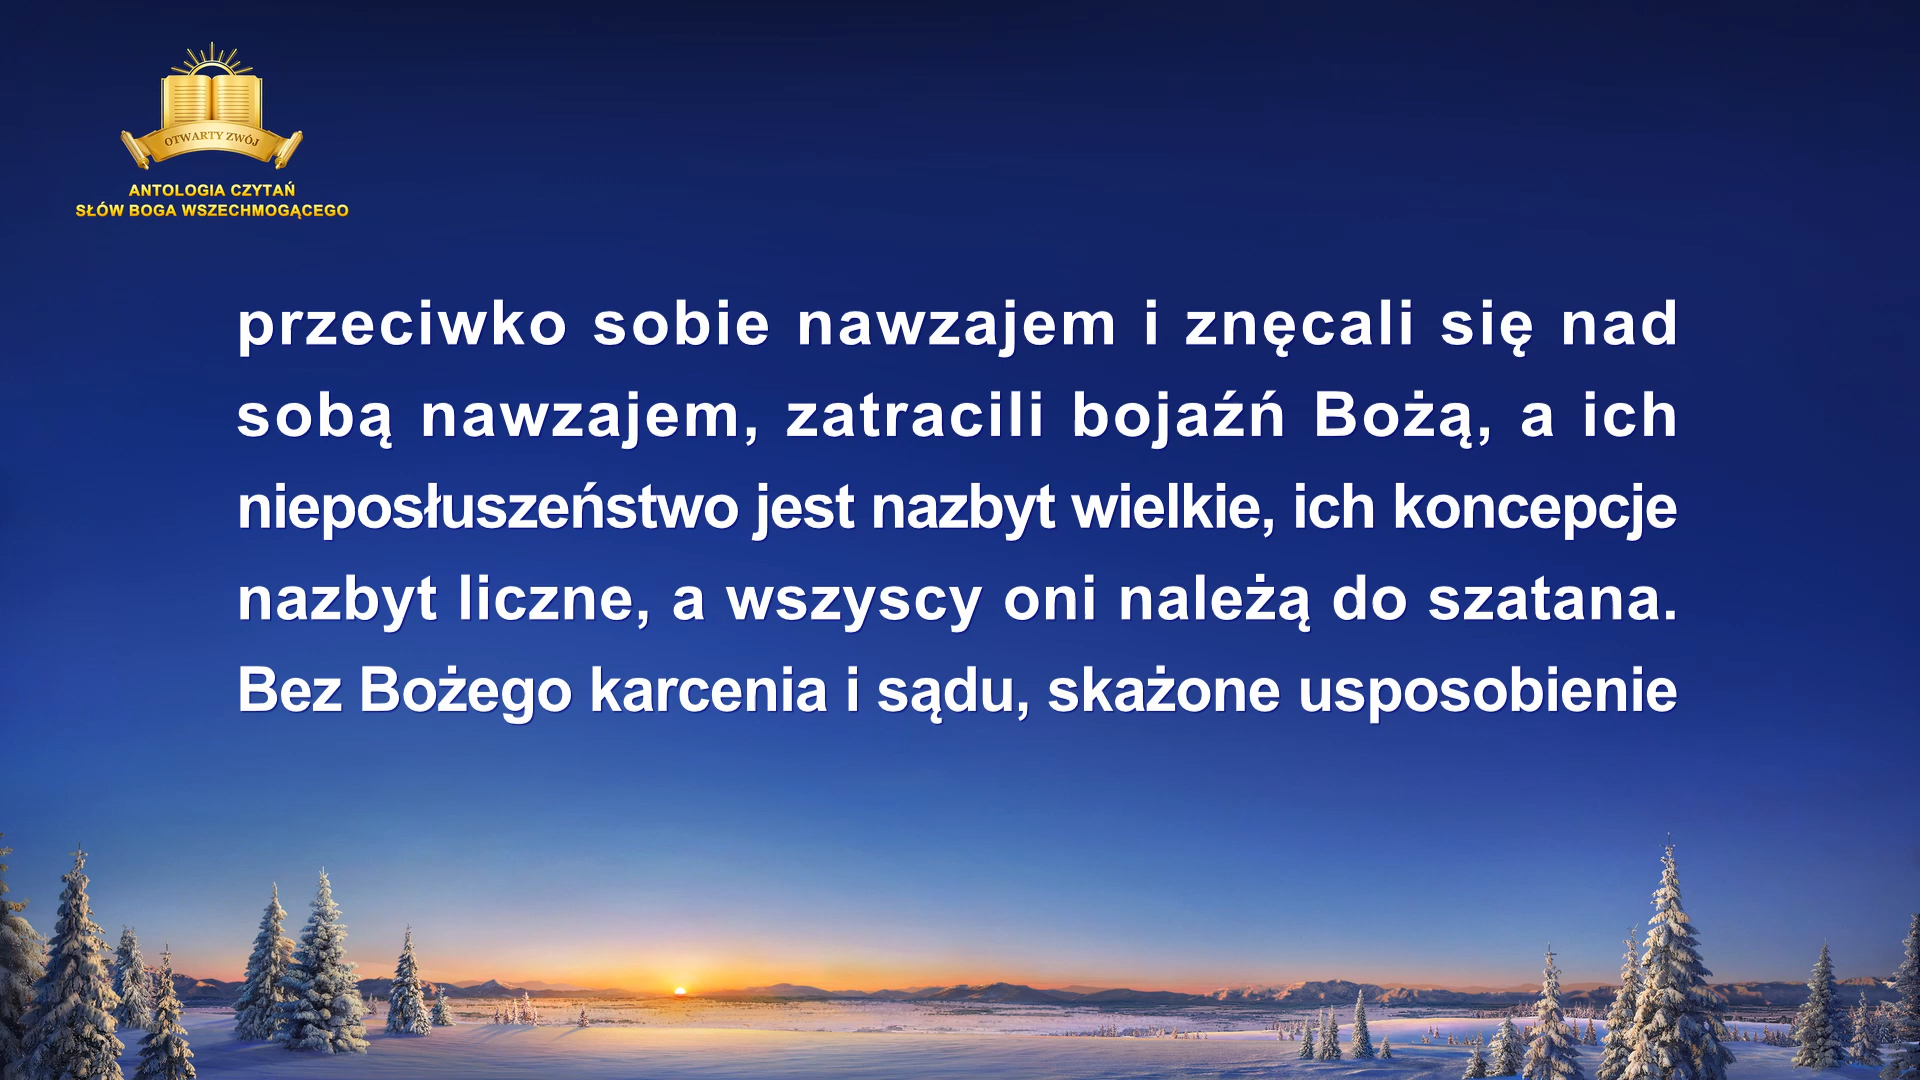 OTWARTY ZWÓJ
ANTOLOGIA CZYTAŃ
SŁÓW BOGA WSZECHMOGĄCEGO
przeciwko sobie nawzajem i znęcali się nad
sobą nawzajem, zatracili bojaźń Bożą, a ich
nieposłuszeństwo jest nazbyt wielkie, ich koncepcje
nazbyt liczne, a wszyscy oni należą do szatana.
Bez Bożego karcenia i sądu, skażone usposobienie